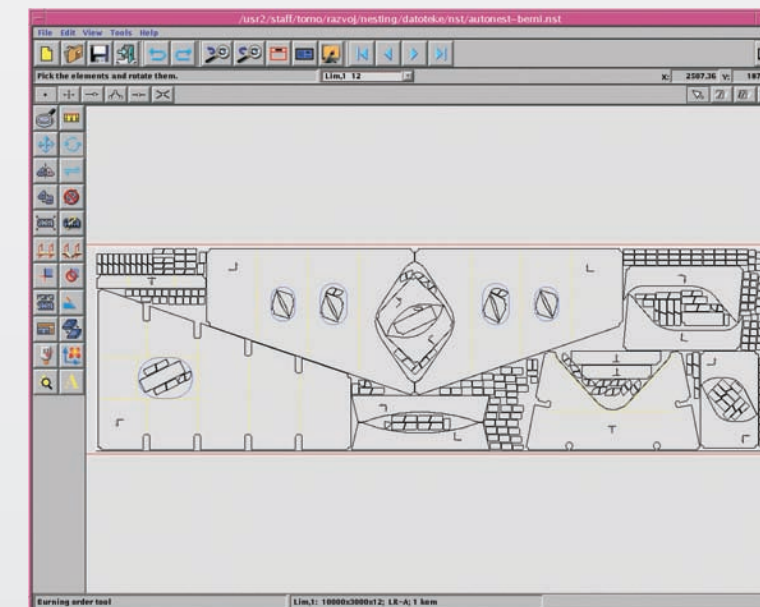 /usr2/staff/tomo/razvoj/nesting/datoteke/nst/autonest-bemi.nst
File Edit View Tools Help
Pick the elements and rotate them.
Lim,1 12
X: 2507.36 Y: 187
Burning order tool
Lim,1: 10000x3000x12; LR-A; 1 kom